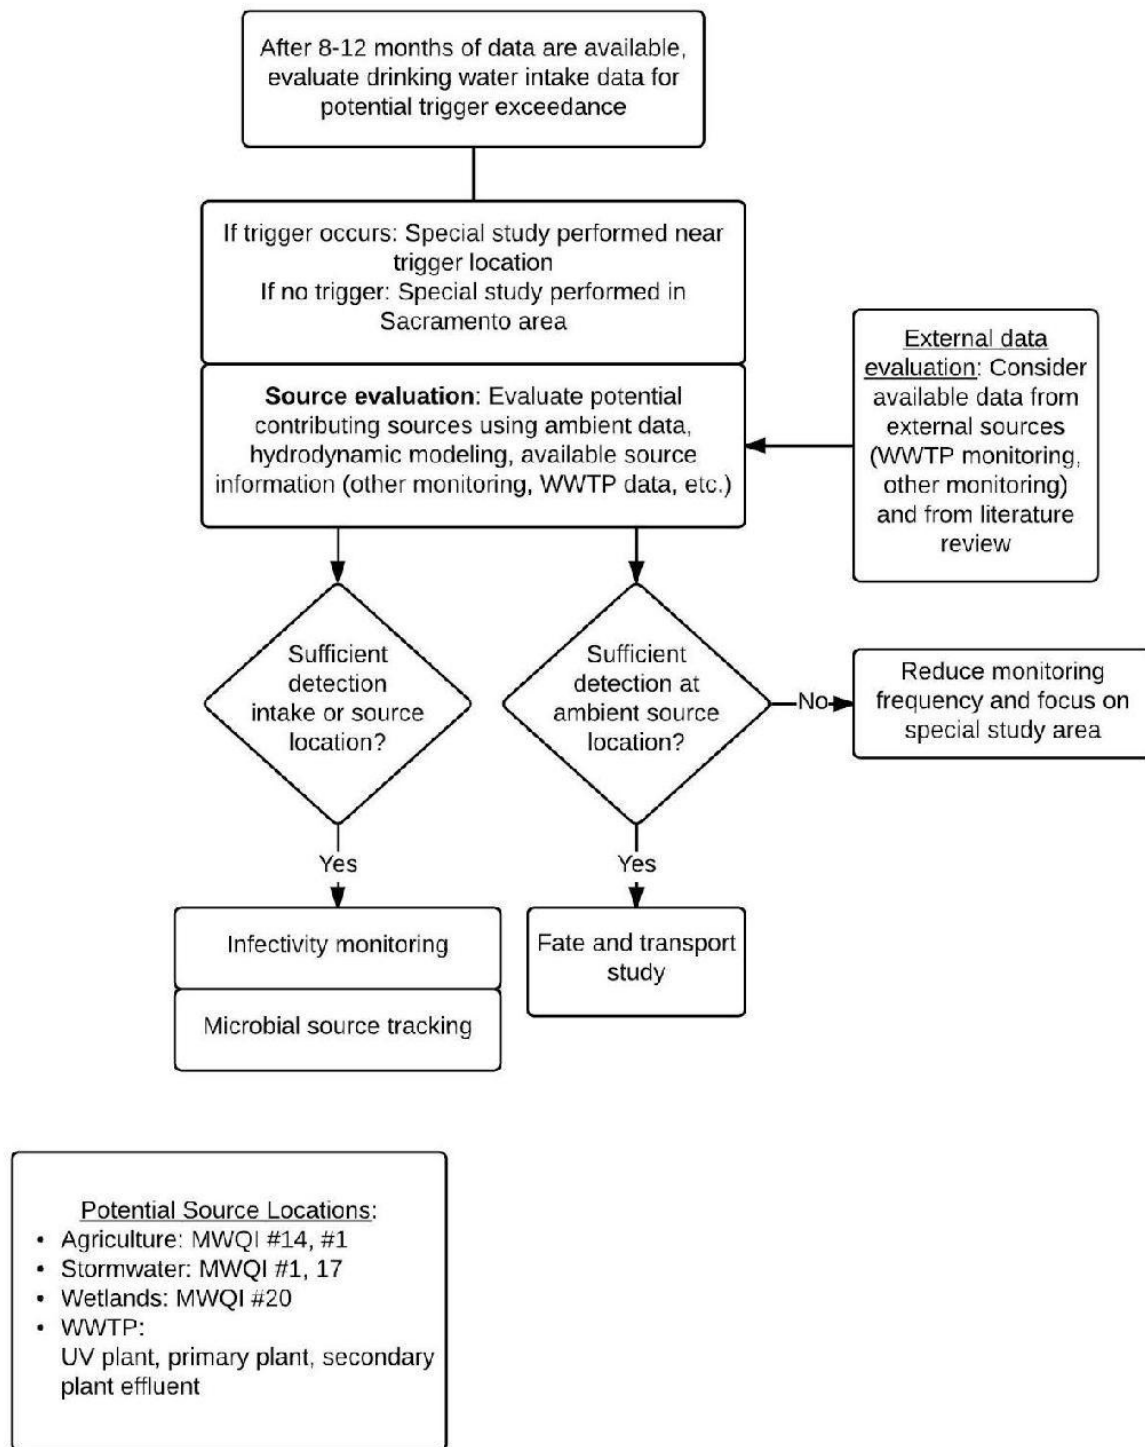 After 8-12 months of data are available,
evaluate drinking water intake data for
potential trigger exceedance
If trigger occurs: Special study performed near
trigger location
If no trigger: Special study performed in
Sacramento area
External data
evaluation: Consider
available data from
external sources
(WWTP monitoring,
other monitoring)
and from literature
review
Source evaluation: Evaluate potential
contributing sources using ambient data,
hydrodynamic modeling, available source
information (other monitoring, WWTP data, etc.)
Sufficient
detection
intake or source
location?
Sufficient
detection at
ambient source
location?
No
Reduce monitoring
frequency and focus on
special study area
Yes
Yes
Infectivity monitoring
Microbial source tracking
Fate and transport
study
Potential Source Locations:
• Agriculture: MWQI #14, #1
• Stormwater: MWQI #1, 17
• Wetlands: MWQI #20
• WWTP:
UV plant, primary plant, secondary
plant effluent